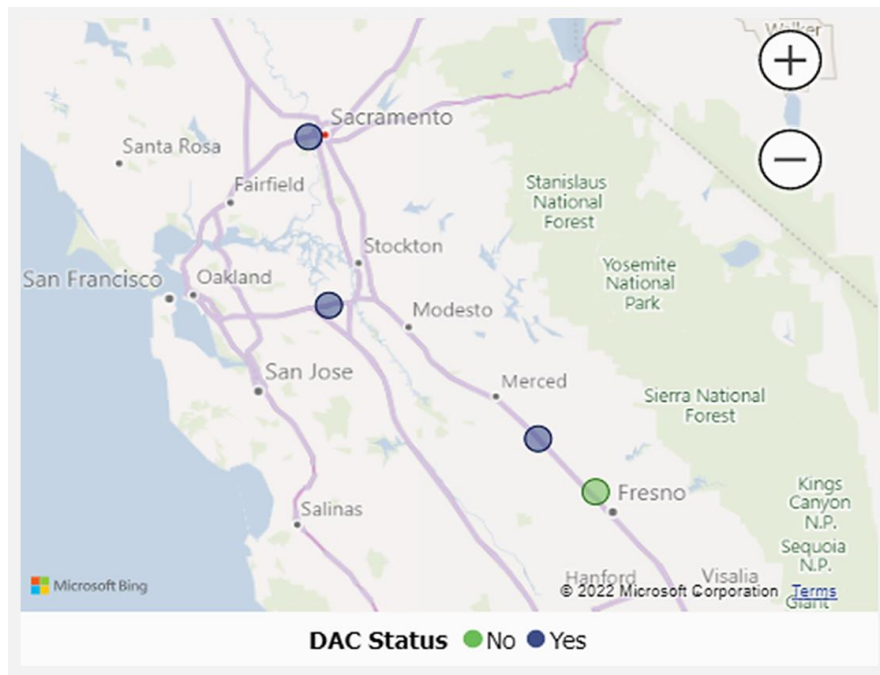 Walker
Sacramento
Santa Rosa
Fairfield
Stanislaus
National
Forest
Stockton
Yosemite
National
Park
San Francisco
Oakland
Modesto
San Jose
Merced
Sierra National
Forest
Fresno
Kings
Canyon
N.P.
Salinas
Sequoia
N.P.
Microsoft Bing
Hanford
Visalia
© 2022 Microsoft Corporation Terms
Giant
DAC Status No Yes